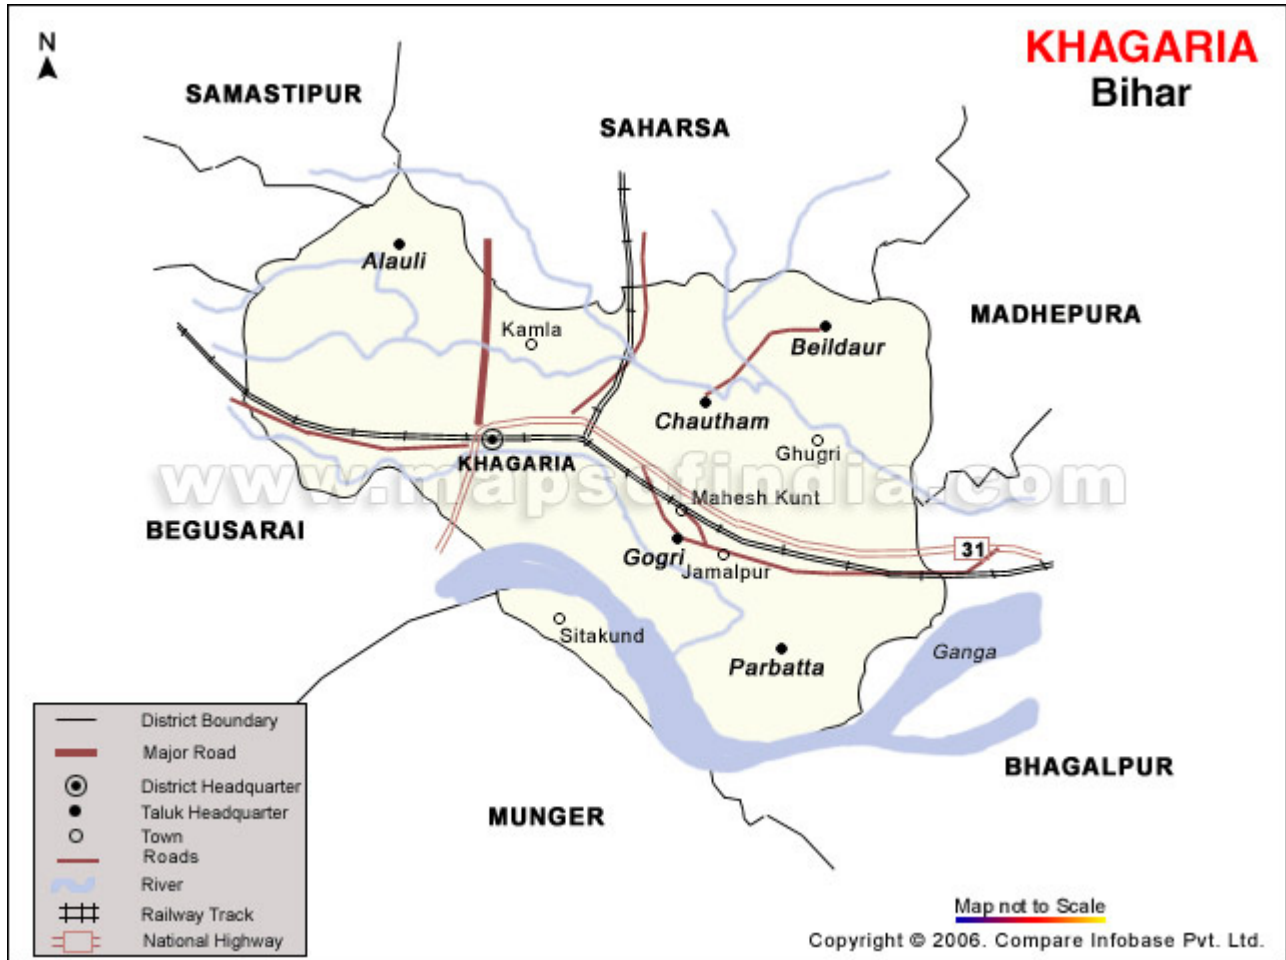 N
KHAGARIA
Bihar
SAMASTIPUR
SAHARSA
Alauli
MADHEPURA
Kamla
Beildaur
Chautham
Ghugri
KHAGARIA
www.mapsofindia.com
Mahesh Kunt
BEGUSARAI
31
Gogri
Jamalpur
Sitakund
Ganga
Parbatta
BHAGALPUR
MUNGER
District Boundary
Major Road
District Headquarter
Taluk Headquarter
Town
Roads
River
Railway Track
National Highway
Map not to Scale
Copyright © 2006. Compare Infobase Pvt. Ltd.